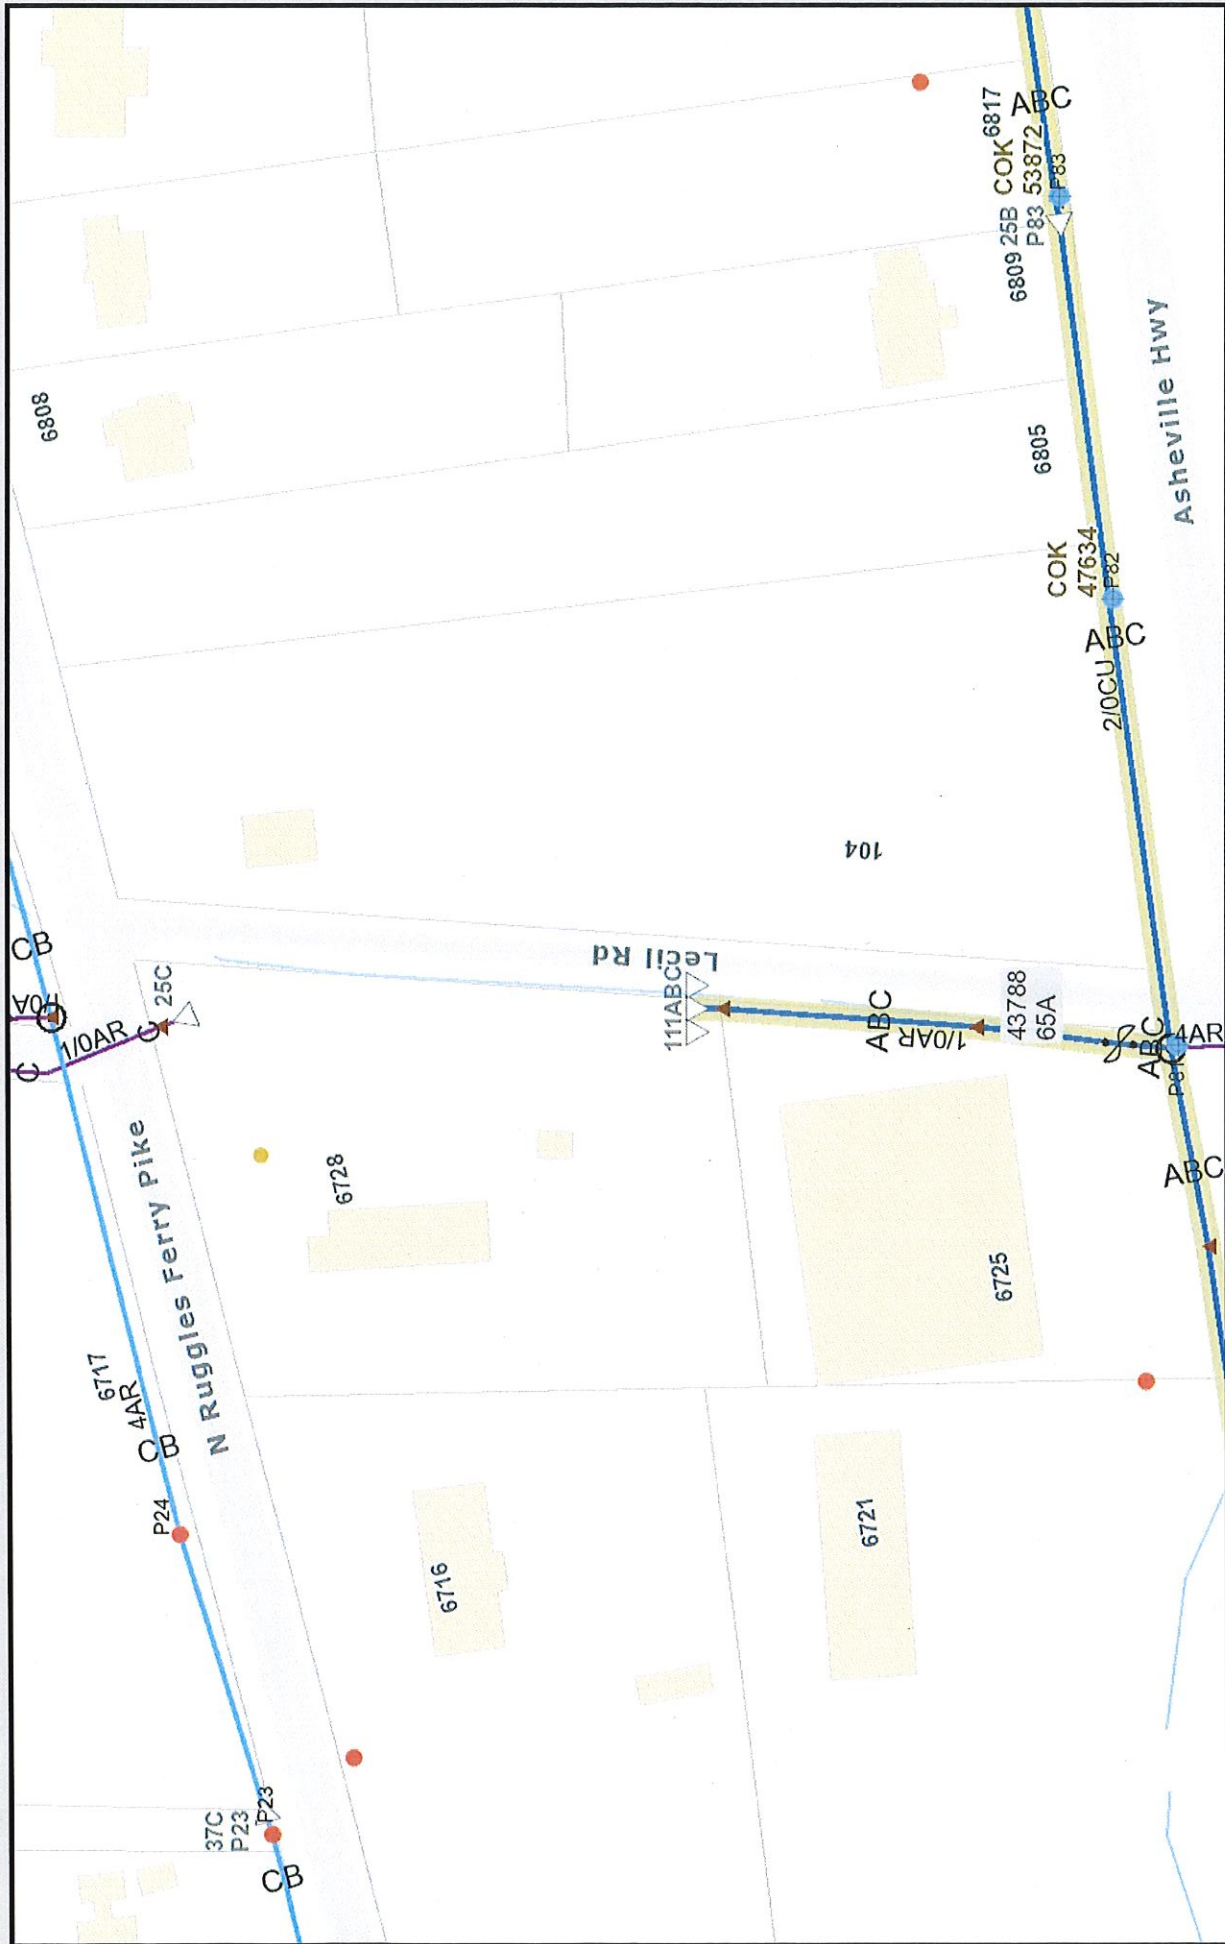 6808
6817
ABC
COK
53872
P83
25B
P83
6809
6805
Asheville Hwy
COK
47634
P82
ABC
2/0CU
104
CB
25C
1/0AR
C
C
Lecil Rd
111ABC
ABC
1/0AR
43788
65A
ABC
4AR
ABC
N Ruggles Ferry Pike
6728
6725
6717
4AR
CB
P24
6716
6721
37C
P23
P23
CB